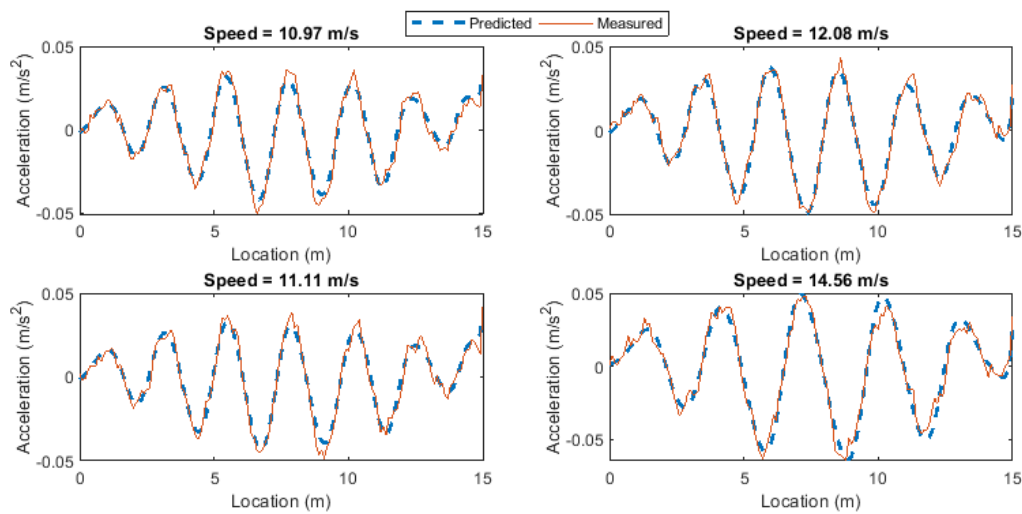 Predicted Measured
Speed = 10.97 m/s
0.05
0
-0.05
Acceleration (m/s²)
0 5 10 15
Location (m)
Speed = 12.08 m/s
0.05
0
-0.05
Acceleration (m/s²)
0 5 10 15
Location (m)
Speed = 11.11 m/s
0.05
0
-0.05
Acceleration (m/s²)
0 5 10 15
Location (m)
Speed = 14.56 m/s
0.05
0
-0.05
Acceleration (m/s²)
0 5 10 15
Location (m)